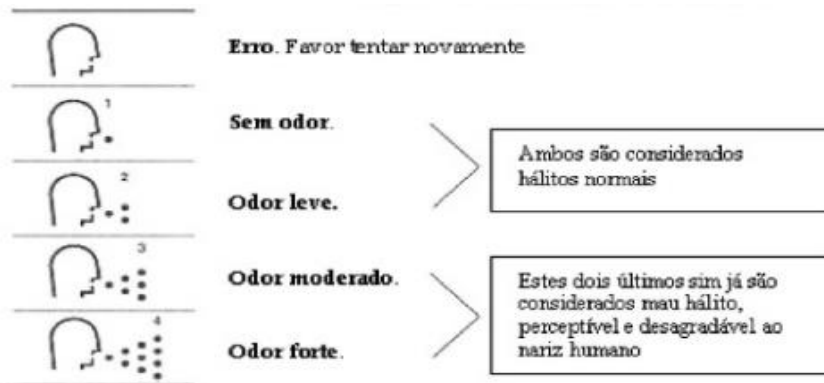 Erro. Favor tentar novamente
1
Sem odor.
2
Odor leve.
Ambos são considerados
hálitos normais
3
Odor moderado.
4
Odor forte.
Estes dois últimos sim já são
considerados mau hálito,
perceptível e desagradável ao
nariz humano